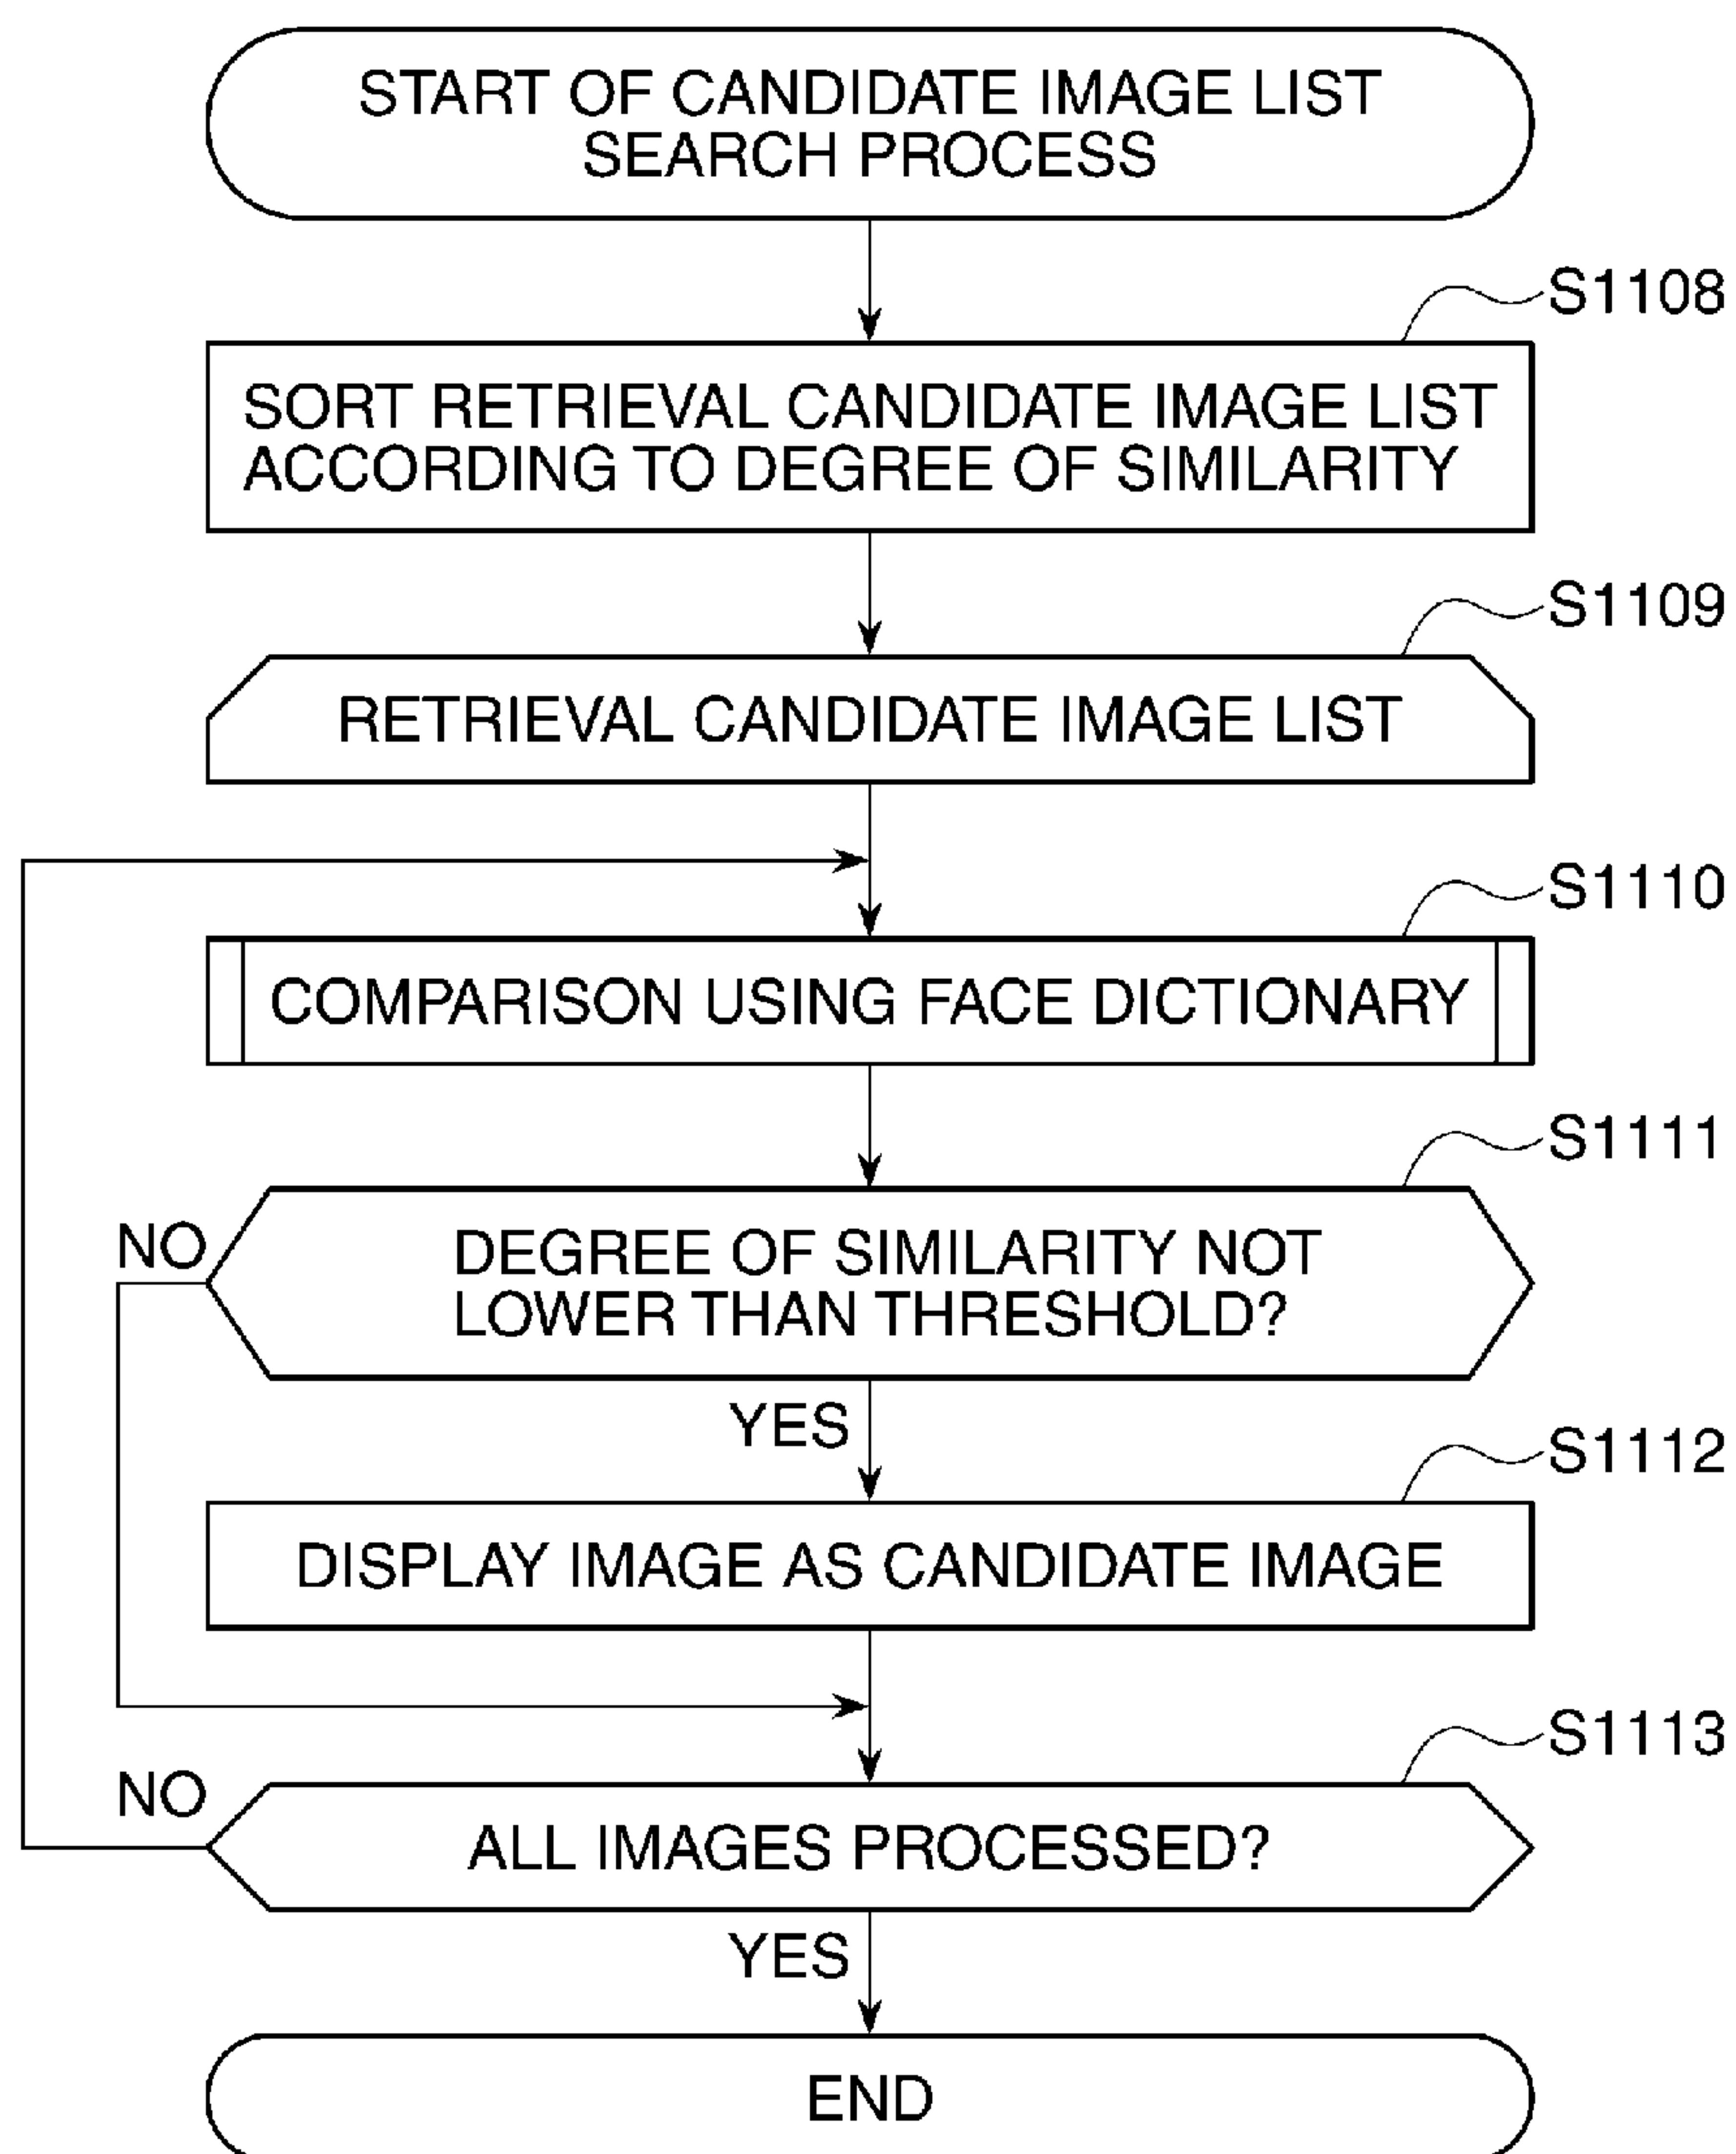 START OF CANDIDATE IMAGE LIST
SEARCH PROCESS
S1108
SORT RETRIEVAL CANDIDATE IMAGE LIST
ACCORDING TO DEGREE OF SIMILARITY
S1109
RETRIEVAL CANDIDATE IMAGE LIST
S1110
COMPARISON USING FACE DICTIONARY
S1111
NO
DEGREE OF SIMILARITY NOT
LOWER THAN THRESHOLD?
YES
S1112
DISPLAY IMAGE AS CANDIDATE IMAGE
S1113
NO
ALL IMAGES PROCESSED?
YES
END